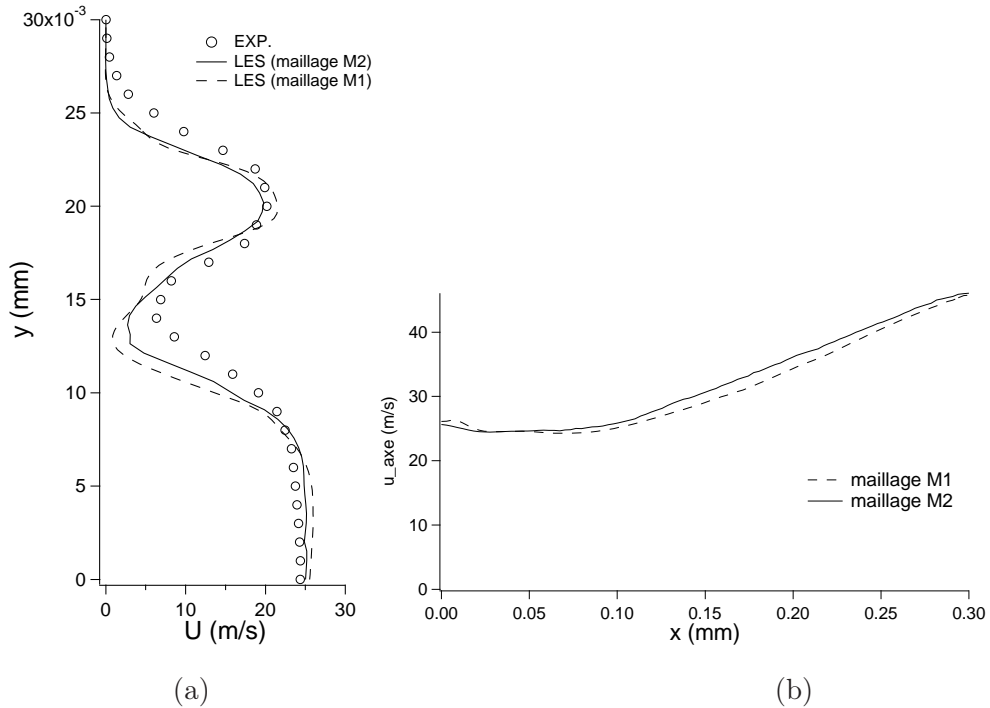 30x10-3
25
20
15
10
5
0
y (mm)
0
10
20
30
U (m/s)
EXP.
LES (maillage M2)
LES (maillage M1)
(a)
40
30
20
10
0
u_axe (m/s)
0.00
0.05
0.10
0.15
0.20
0.25
0.30
x (mm)
maillage M1
maillage M2
(b)